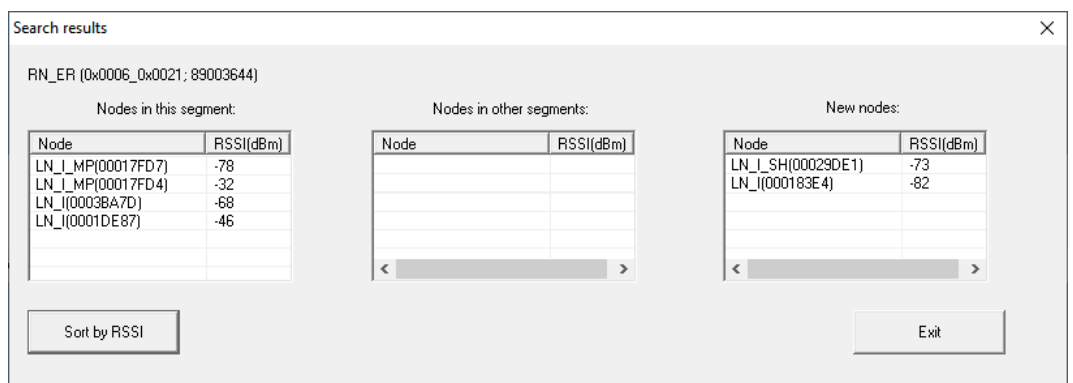 Search results
RN_ER (0x0006_0x0021; 89003644)
Nodes in this segment:
Node RSSI(dBm)
LN_I_MP(00017FD7) -78
LN_I_MP(00017FD4) -32
LN_I(0003BA7D) -68
LN_I(0001DE87) -46
Nodes in other segments:
Node RSSI(dBm)
New nodes:
Node RSSI(dBm)
LN_I_SH(00029DE1) -73
LN_I(000183E4) -82
Sort by RSSI
Exit